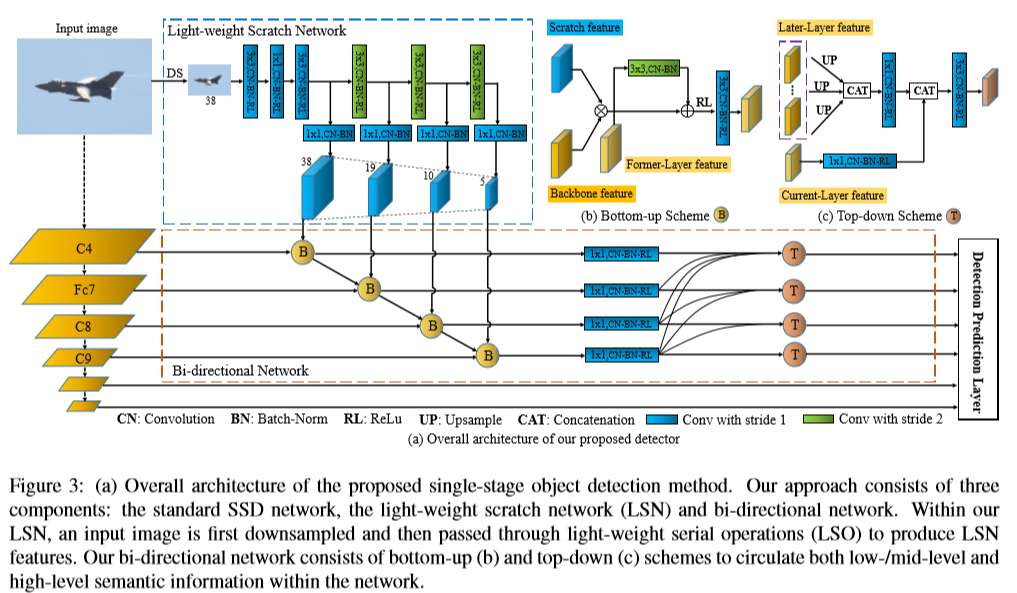 Input image
Light-weight Scratch Network
DS
38
3x3,CN-BN-RL
1x1,CN-BN-RL
3x3,CN-BN-RL
3x3,CN-BN-RL
3x3,CN-BN-RL
3x3,CN-BN-RL
1x1,CN-BN
1x1,CN-BN
1x1,CN-BN
1x1,CN-BN
38
19
10
5
Scratch feature
3x3,CN-BN
RL
3x3,CN-BN-RL
Former-Layer feature
Backbone feature
(b) Bottom-up Scheme B
Later-Layer feature
UP
UP
UP
CAT
1x1,CN-BN-RL
CAT
3x3,CN-BN-RL
1x1,CN-BN-RL
Current-Layer feature
(c) Top-down Scheme T
C4
B
1x1,CN-BN-RL
T
Fc7
B
1x1,CN-BN-RL
T
C8
B
1x1,CN-BN-RL
T
C9
B
1x1,CN-BN-RL
T
Bi-directional Network
Detection Prediction Layer
CN: Convolution BN: Batch-Norm RL: ReLu UP: Upsample CAT: Concatenation Conv with stride 1 Conv with stride 2
(a) Overall architecture of our proposed detector
Figure 3: (a) Overall architecture of the proposed single-stage object detection method. Our approach consists of three
components: the standard SSD network, the light-weight scratch network (LSN) and bi-directional network. Within our
LSN, an input image is first downsampled and then passed through light-weight serial operations (LSO) to produce LSN
features. Our bi-directional network consists of bottom-up (b) and top-down (c) schemes to circulate both low-/mid-level and
high-level semantic information within the network.